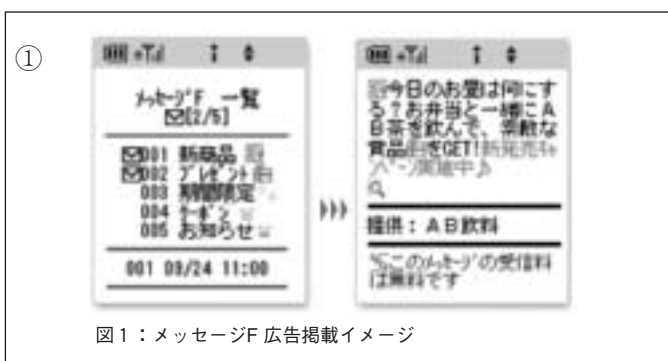 ①
メッセージF 一覧
[2/5]
001 新商品
002 プレゼント
003 期間限定
004 クーポン
005 お知らせ
001 09/24 11:00
今日のお昼は何にす
る?お弁当と一緒にA
B茶を飲んで、素敵な
賞品をGET!新発売キャ
ンペーン実施中♪
提供:AB飲料
このメッセージの受信料
は無料です
図1:メッセージF 広告掲載イメージ